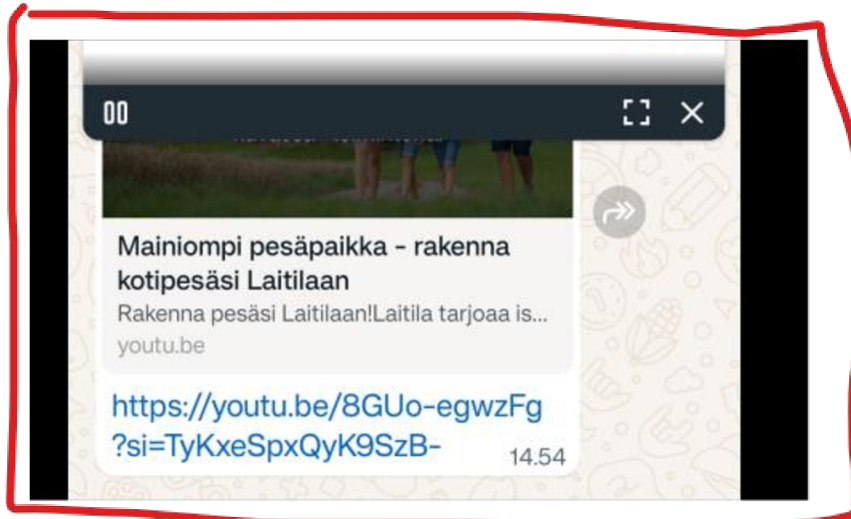 Mainiompi pesäpaikka – rakenna
kotipesäsi Laitilaan
Rakenna pesäsi Laitilaan!Laitila tarjoaa is...
youtu.be
https://youtu.be/8GUo-egwzFg
?si=TyKxeSpxQyK9SzB-
14.54